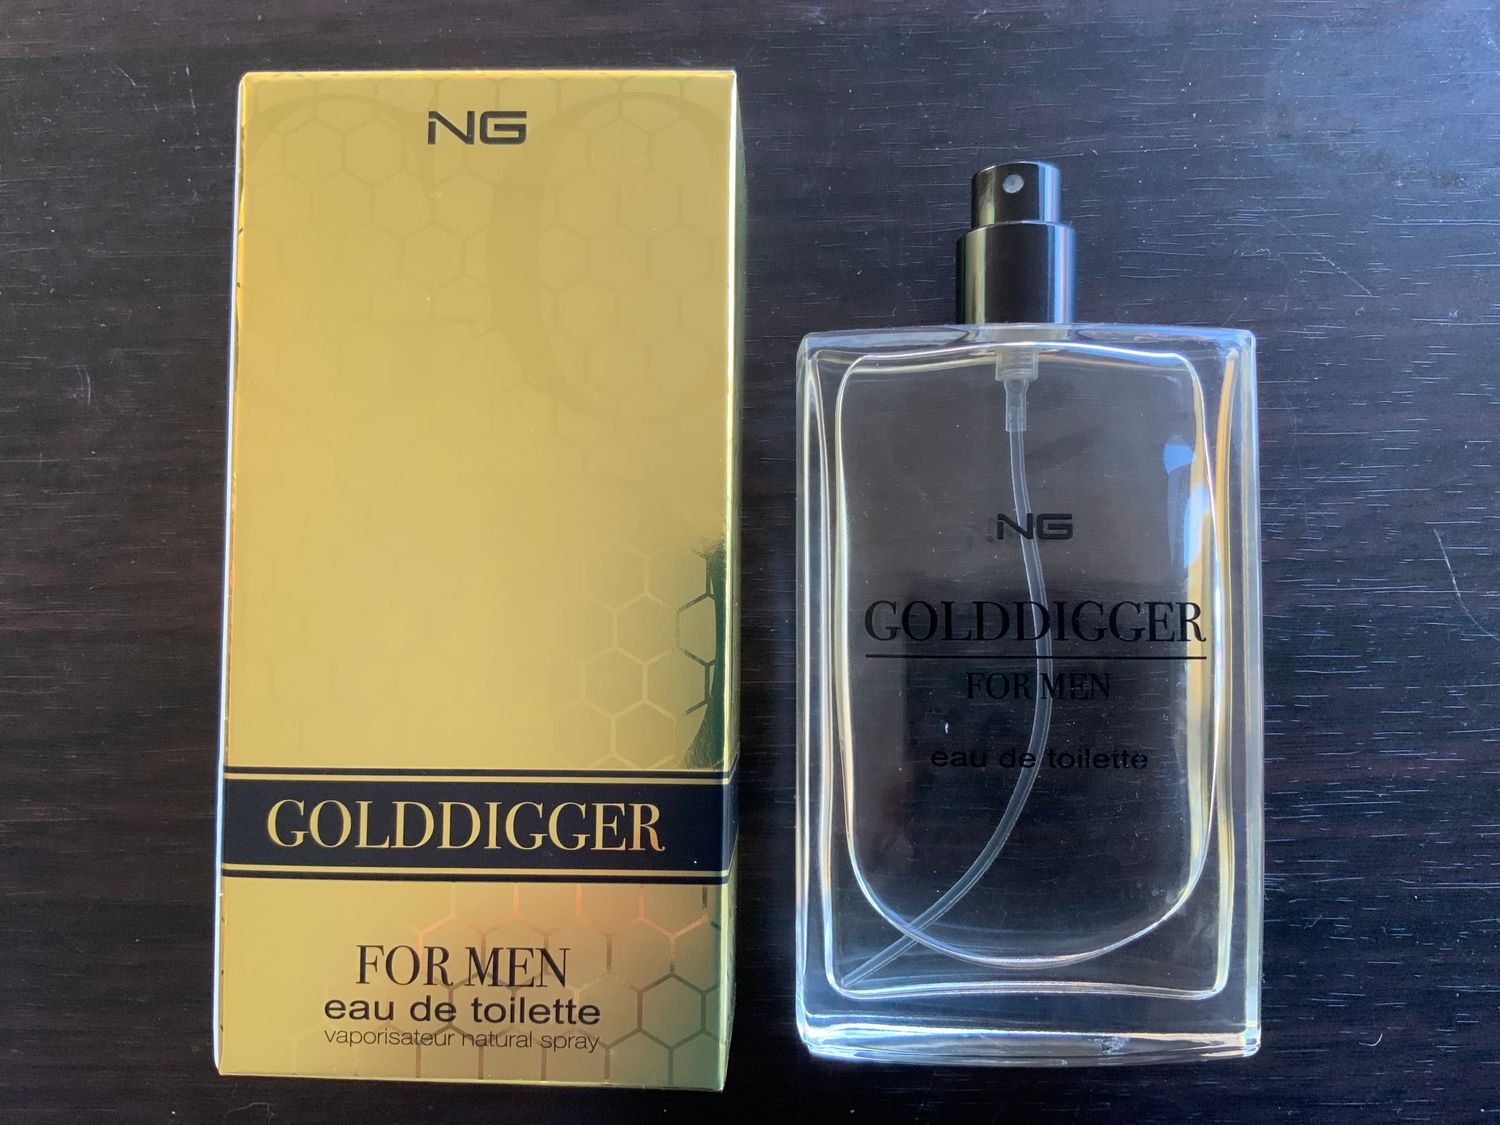 NG
GOLDDIGGER
FOR MEN
eau de toilette
vaporisateur natural spray
NG
GOLDDIGGER
FOR MEN
eau de toilette